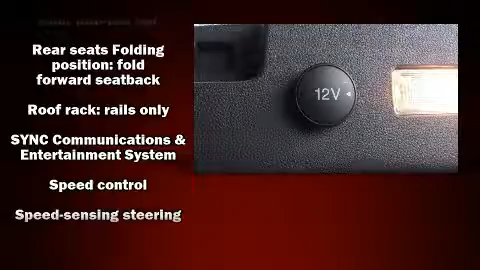 Rear seats Folding
position: fold
forward seatback
Roof rack: rails only
SYNC Communications &
Entertainment System
Speed control
Speed-sensing steering
12V